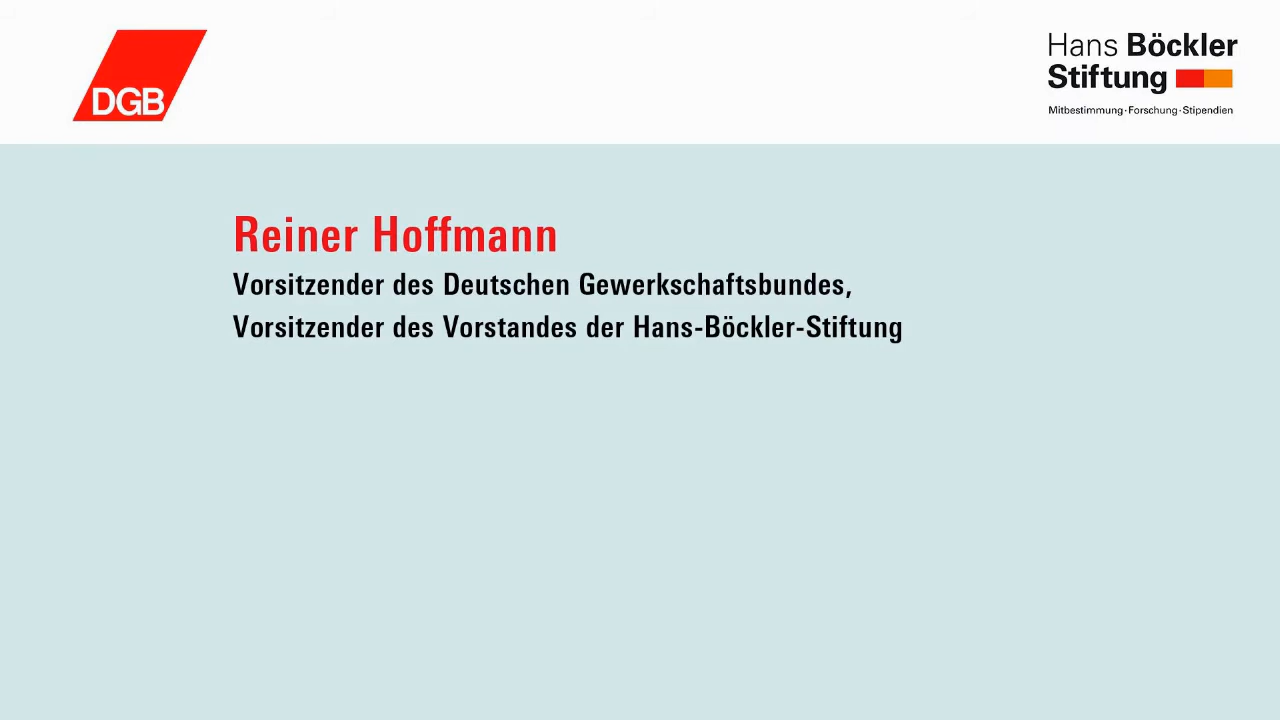 DGB
Hans Böckler
Stiftung
Mitbestimmung·Forschung·Stipendien
Reiner Hoffmann
Vorsitzender des Deutschen Gewerkschaftsbundes,
Vorsitzender des Vorstandes der Hans-Böckler-Stiftung